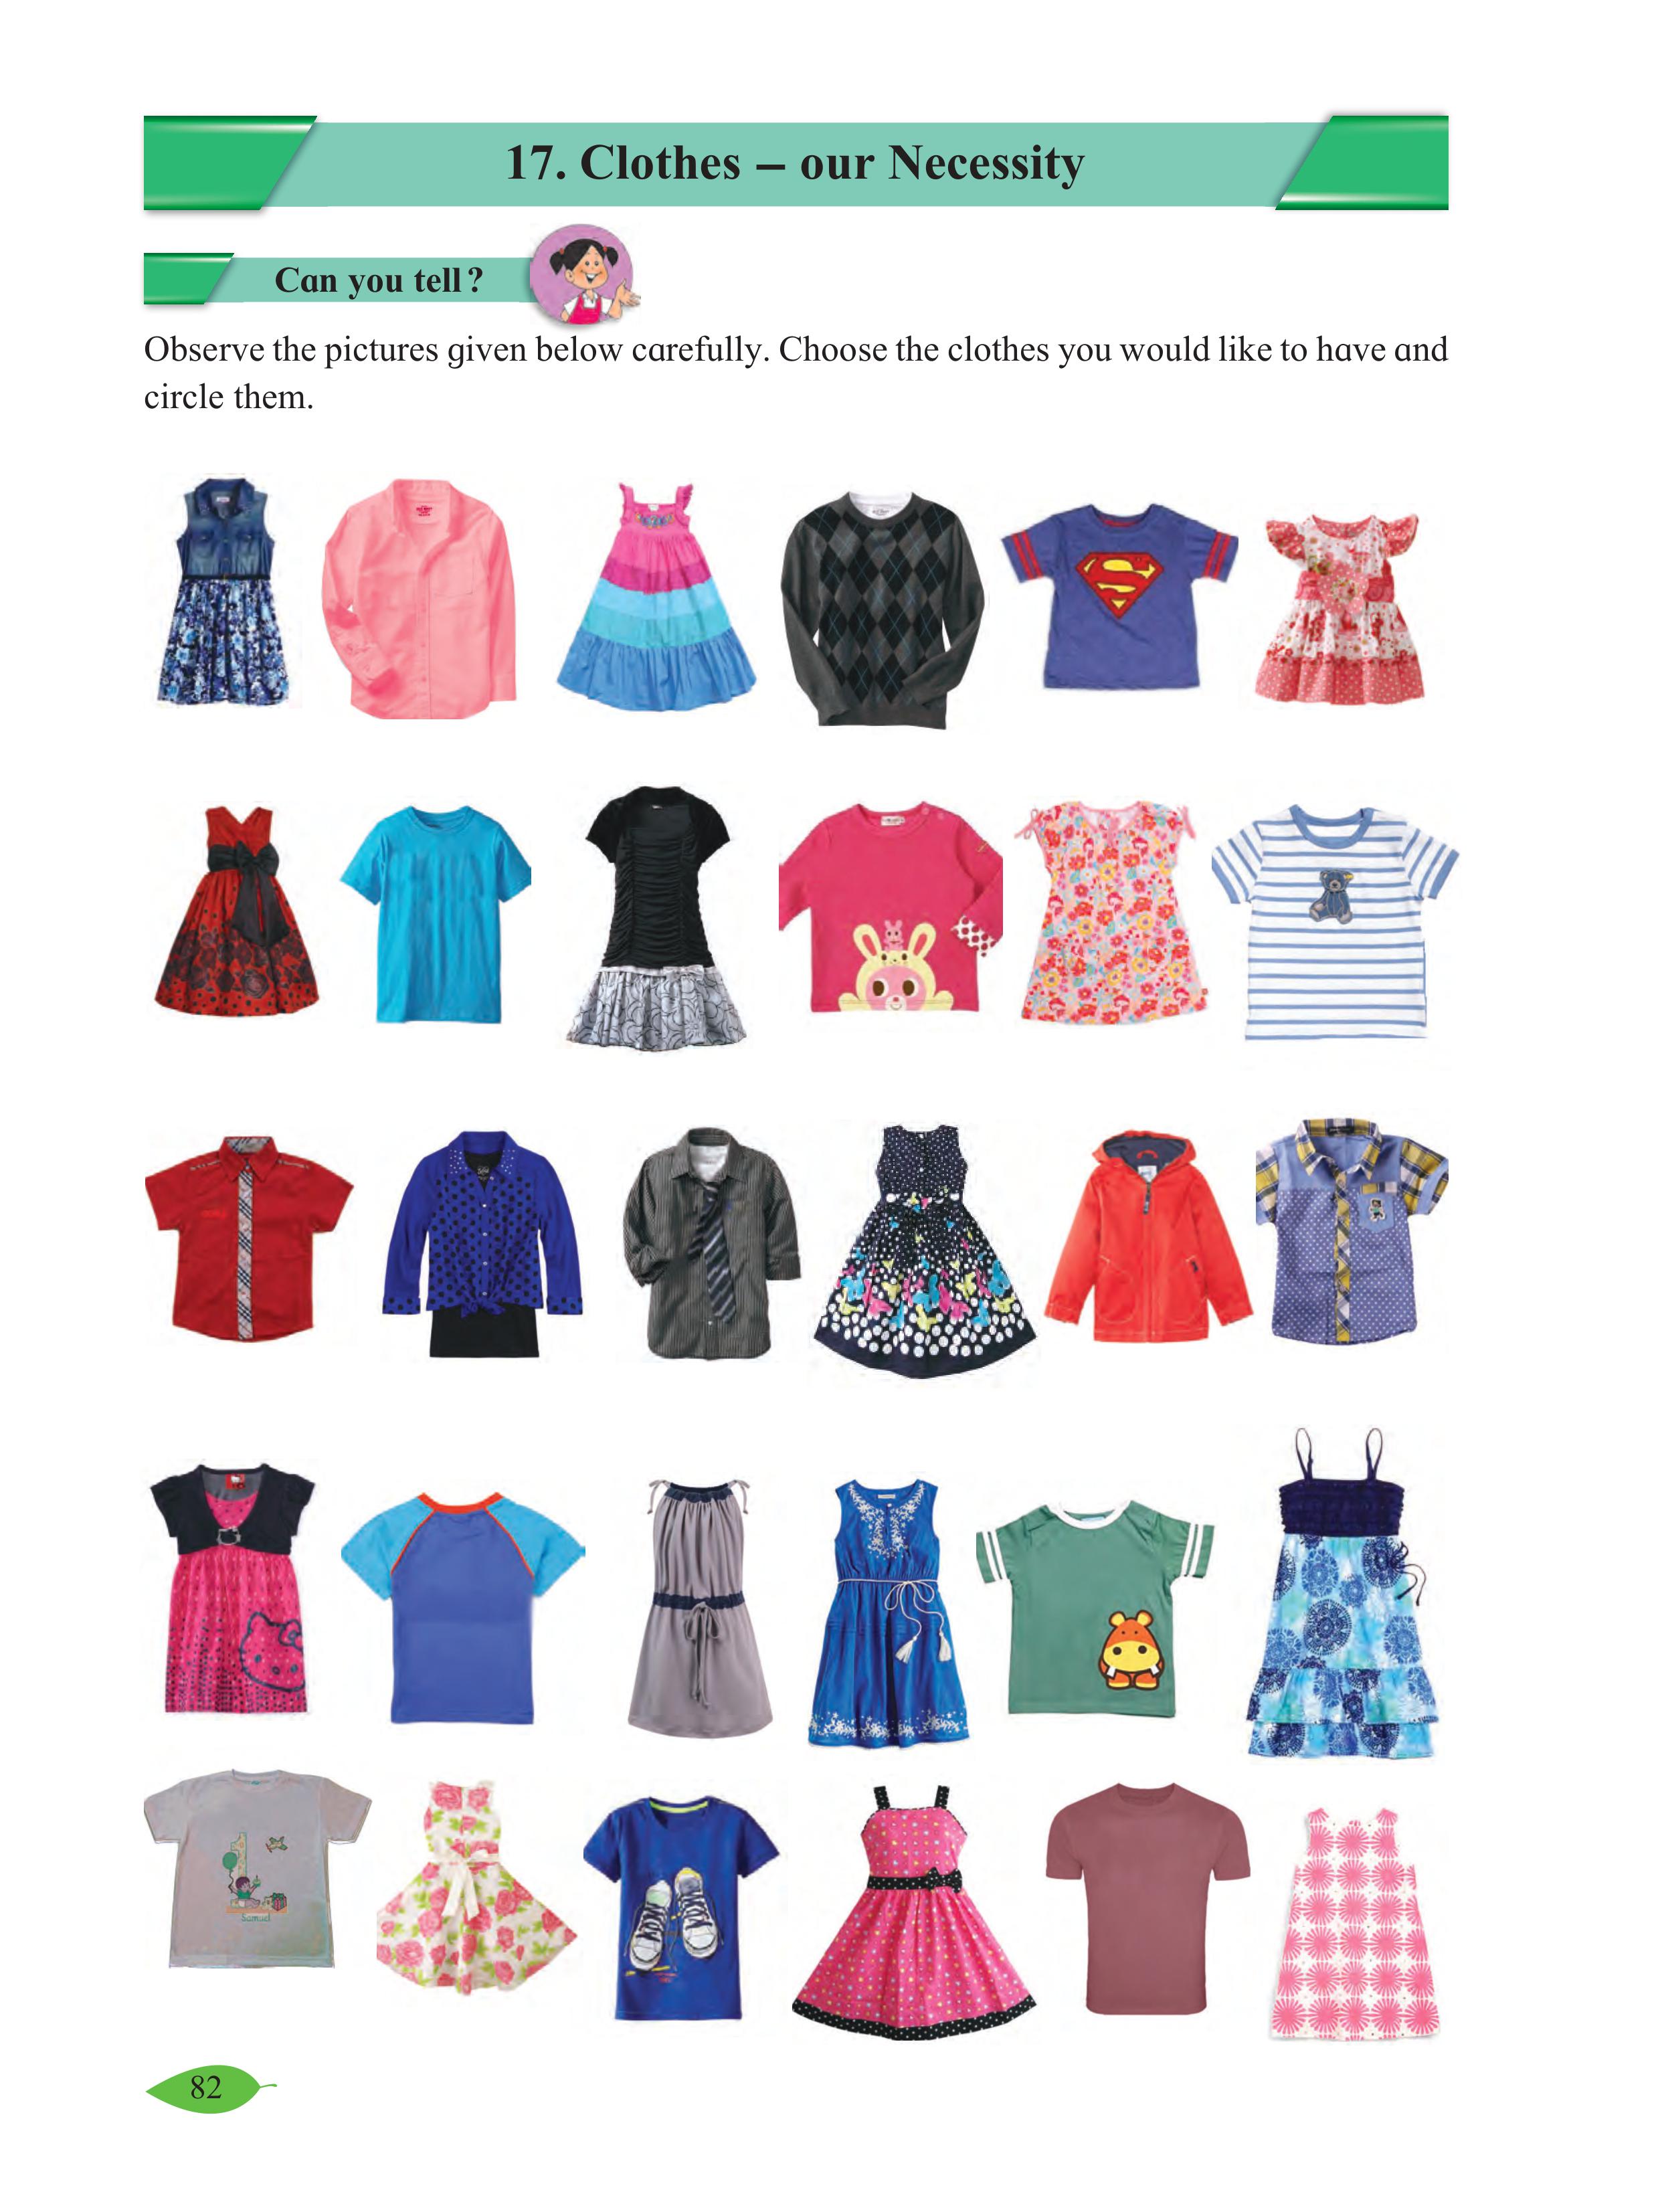 17. Clothes – our Necessity
Can you tell?
Observe the pictures given below carefully. Choose the clothes you would like to have and
circle them.
Samuel
82